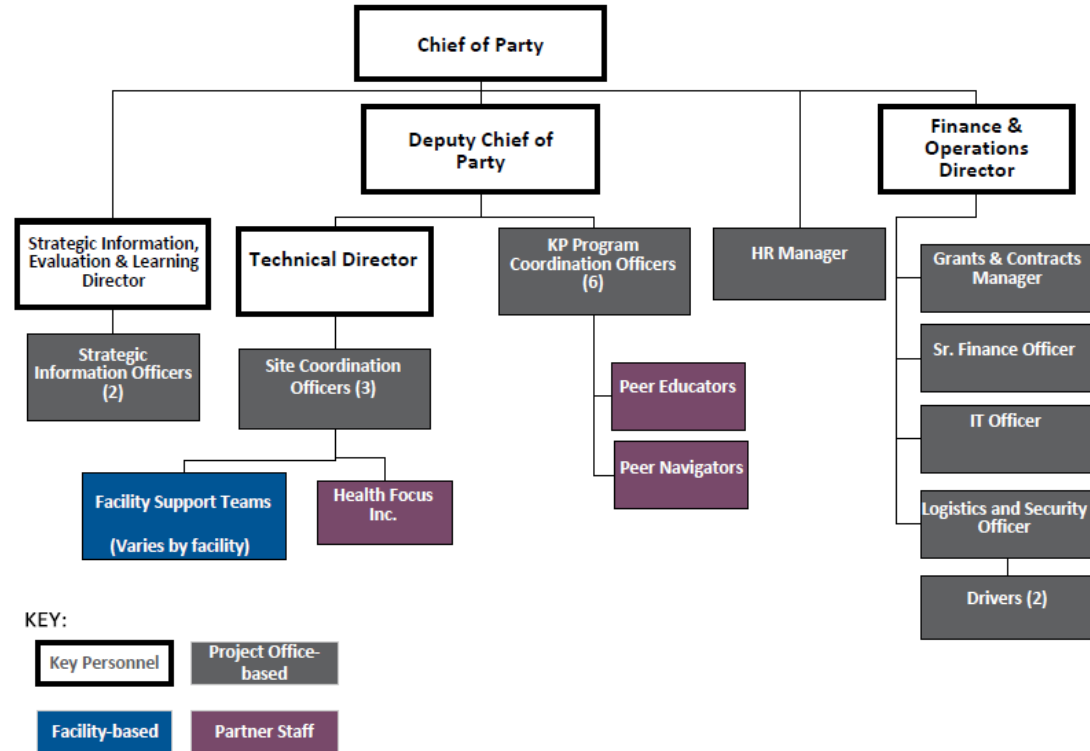 Chief of Party
Deputy Chief of
Party
Finance &
Operations
Director
Strategic Information,
Evaluation & Learning
Director
Technical Director
KP Program
Coordination Officers
(6)
HR Manager
Grants & Contracts
Manager
Strategic
Information Officers
(2)
Site Coordination
Officers (3)
Sr. Finance Officer
Peer Educators
IT Officer
Peer Navigators
Facility Support Teams
(Varies by facility)
Health Focus
Inc.
Logistics and Security
Officer
Drivers (2)
KEY:
Key Personnel
Project Office-
based
Facility-based
Partner Staff